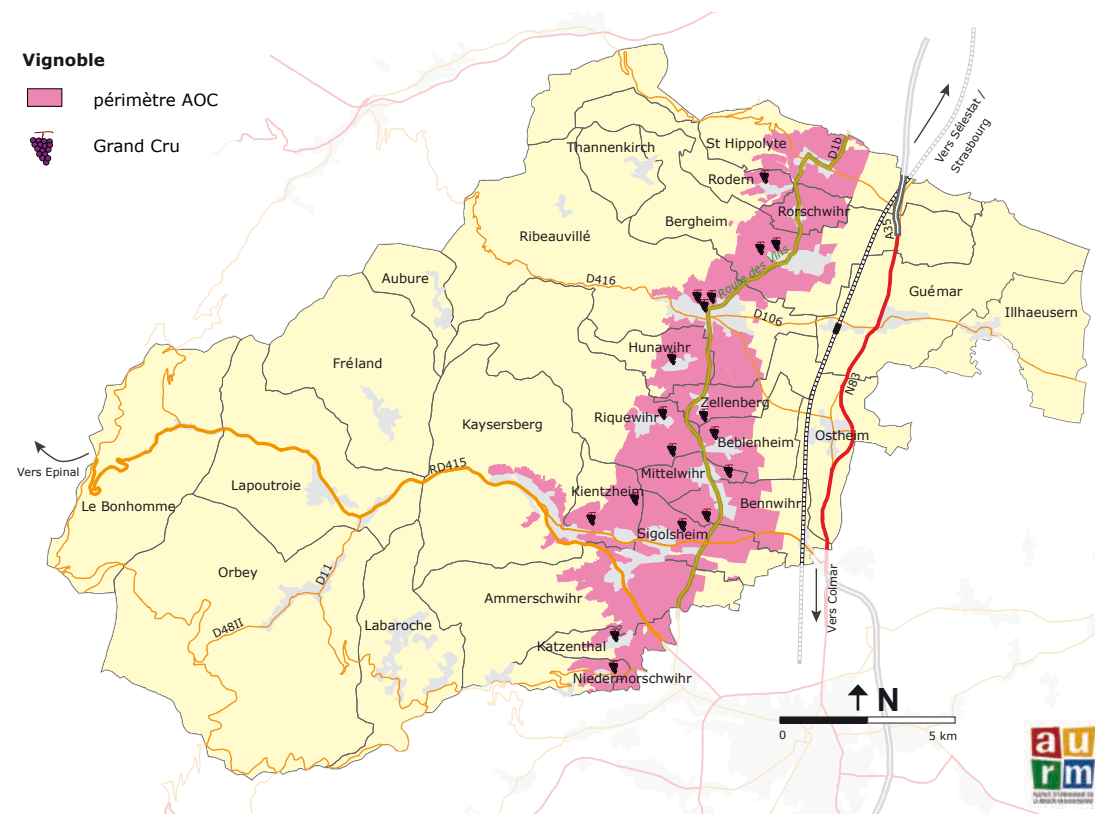 Vignoble
périmètre AOC
Grand Cru
Vers Sélestat /
Strasbourg
St Hippolyte
D1b
Thannenkirch
Rodern
Rorschwihr
Bergheim
A35
Ribeauvillé
Route des Vins
Aubure
D416
Guémar
Illhaeusern
D106
Hunawihr
Fréland
N83
Zellenberg
Riquewihr
Kaysersberg
Beblenheim
Ostheim
Vers Epinal
RD415
Mittelwihr
Lapoutroie
Kientzheim
Le Bonhomme
Bennwihr
Sigolsheim
Orbey
D11
Ammerschwihr
Vers Colmar
D48II
Labaroche
Katzenthal
Niedermorschwihr
N
0
5 km
au
rm